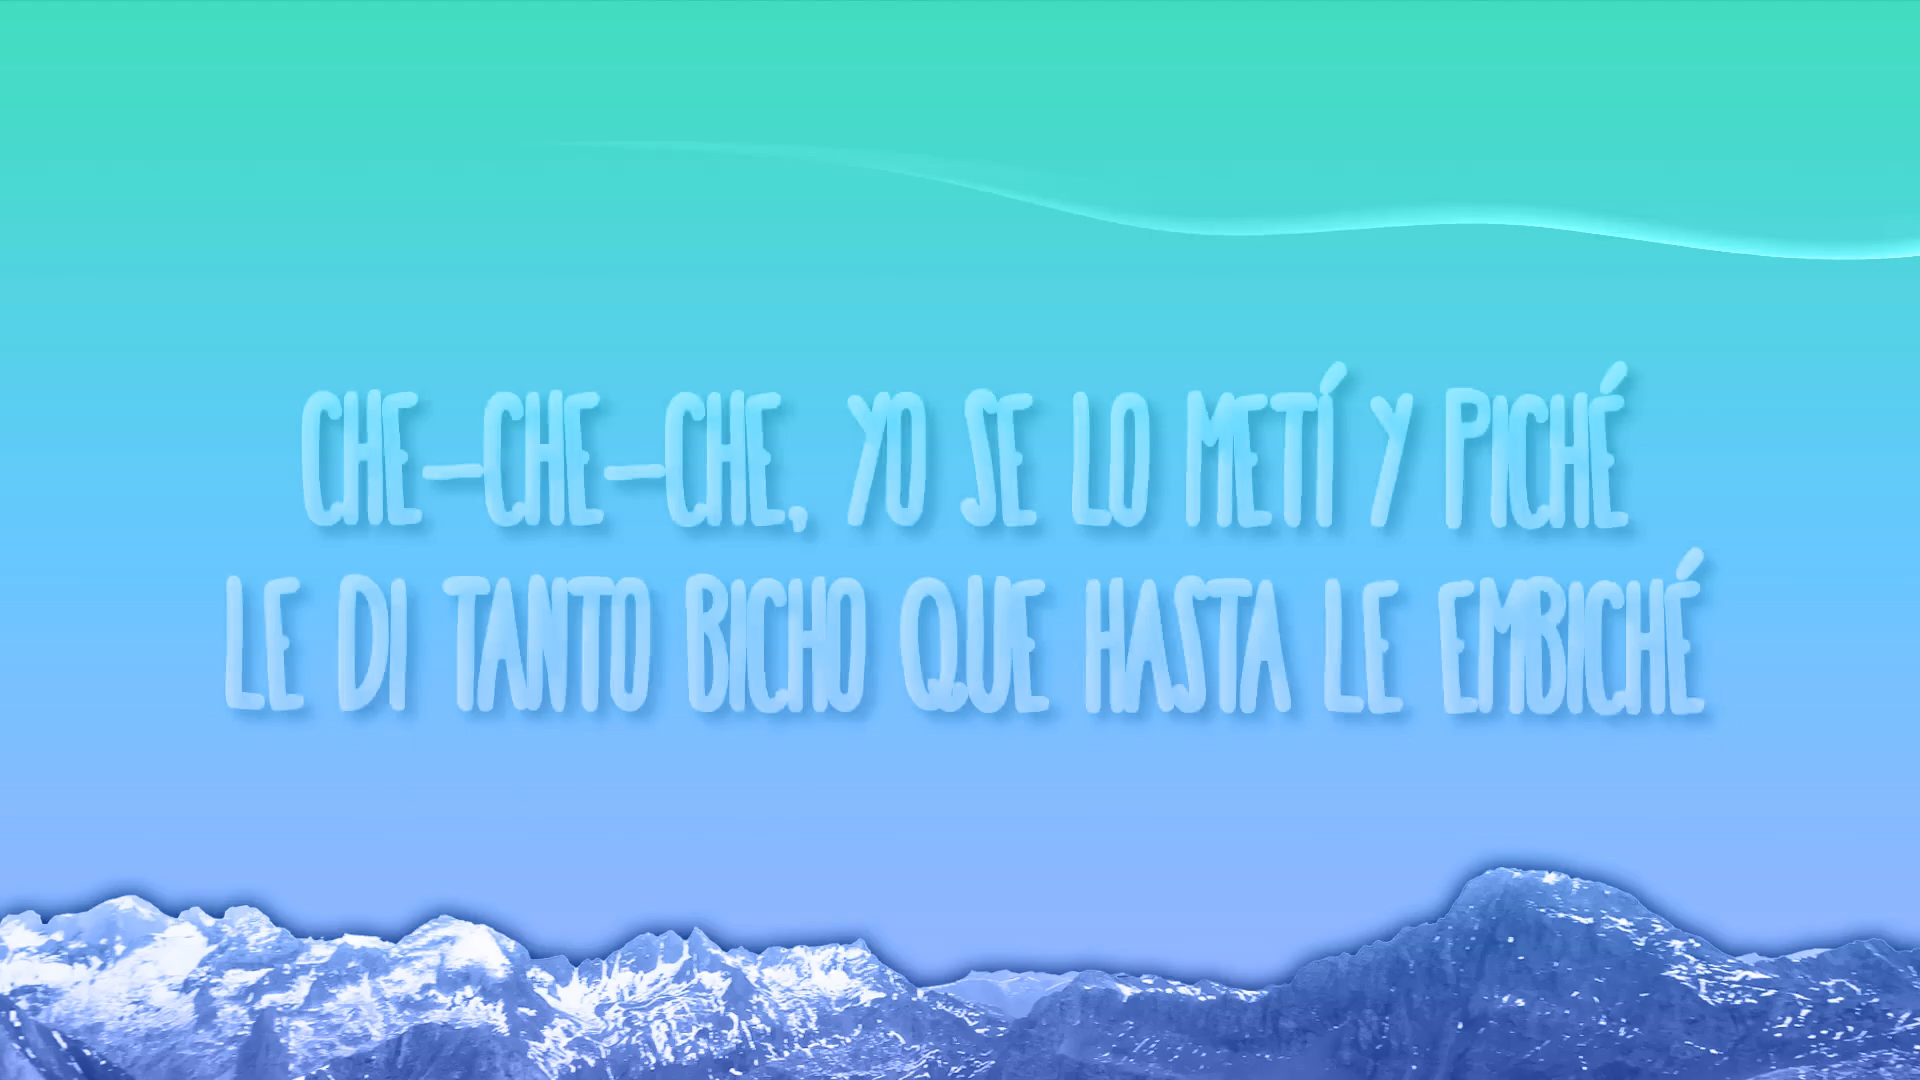 CHE-CHE-CHE, YO SE LO METÍ Y PICHÉ
LE DI TANTO BICHO QUE HASTA LE EMBICHÉ